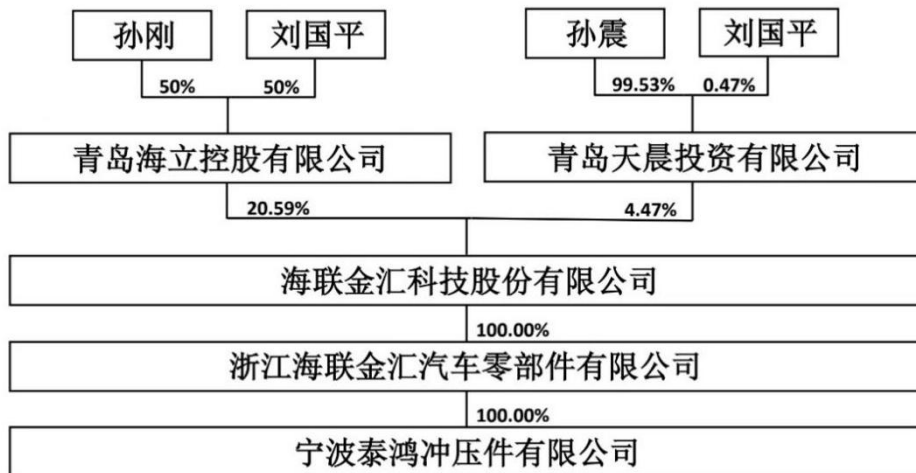 孙刚 刘国平 孙震 刘国平
50% 50% 99.53% 0.47%
青岛海立控股有限公司 青岛天晨投资有限公司
20.59% 4.47%
海联金汇科技股份有限公司
100.00%
浙江海联金汇汽车零部件有限公司
100.00%
宁波泰鸿冲压件有限公司